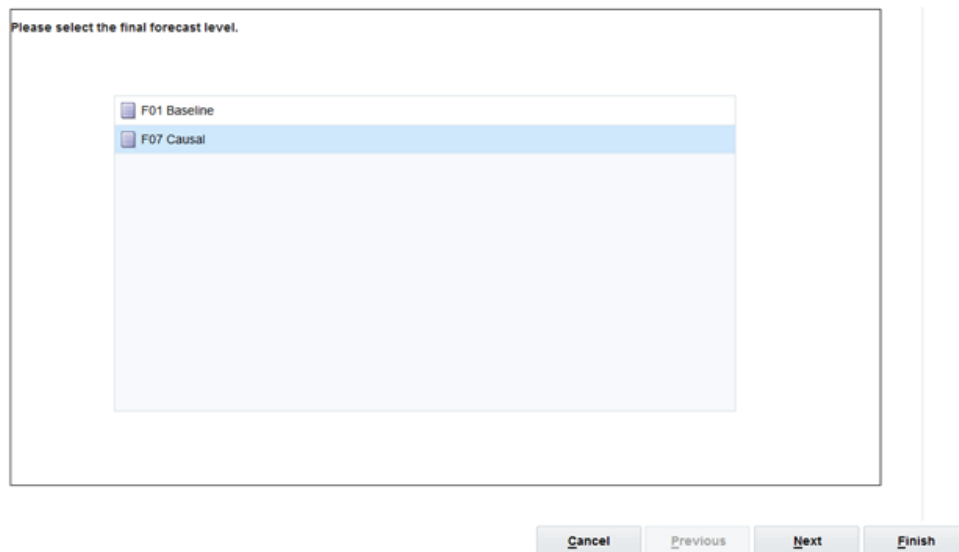 Please select the final forecast level.
F01 Baseline
F07 Causal
Cancel Previous Next Finish